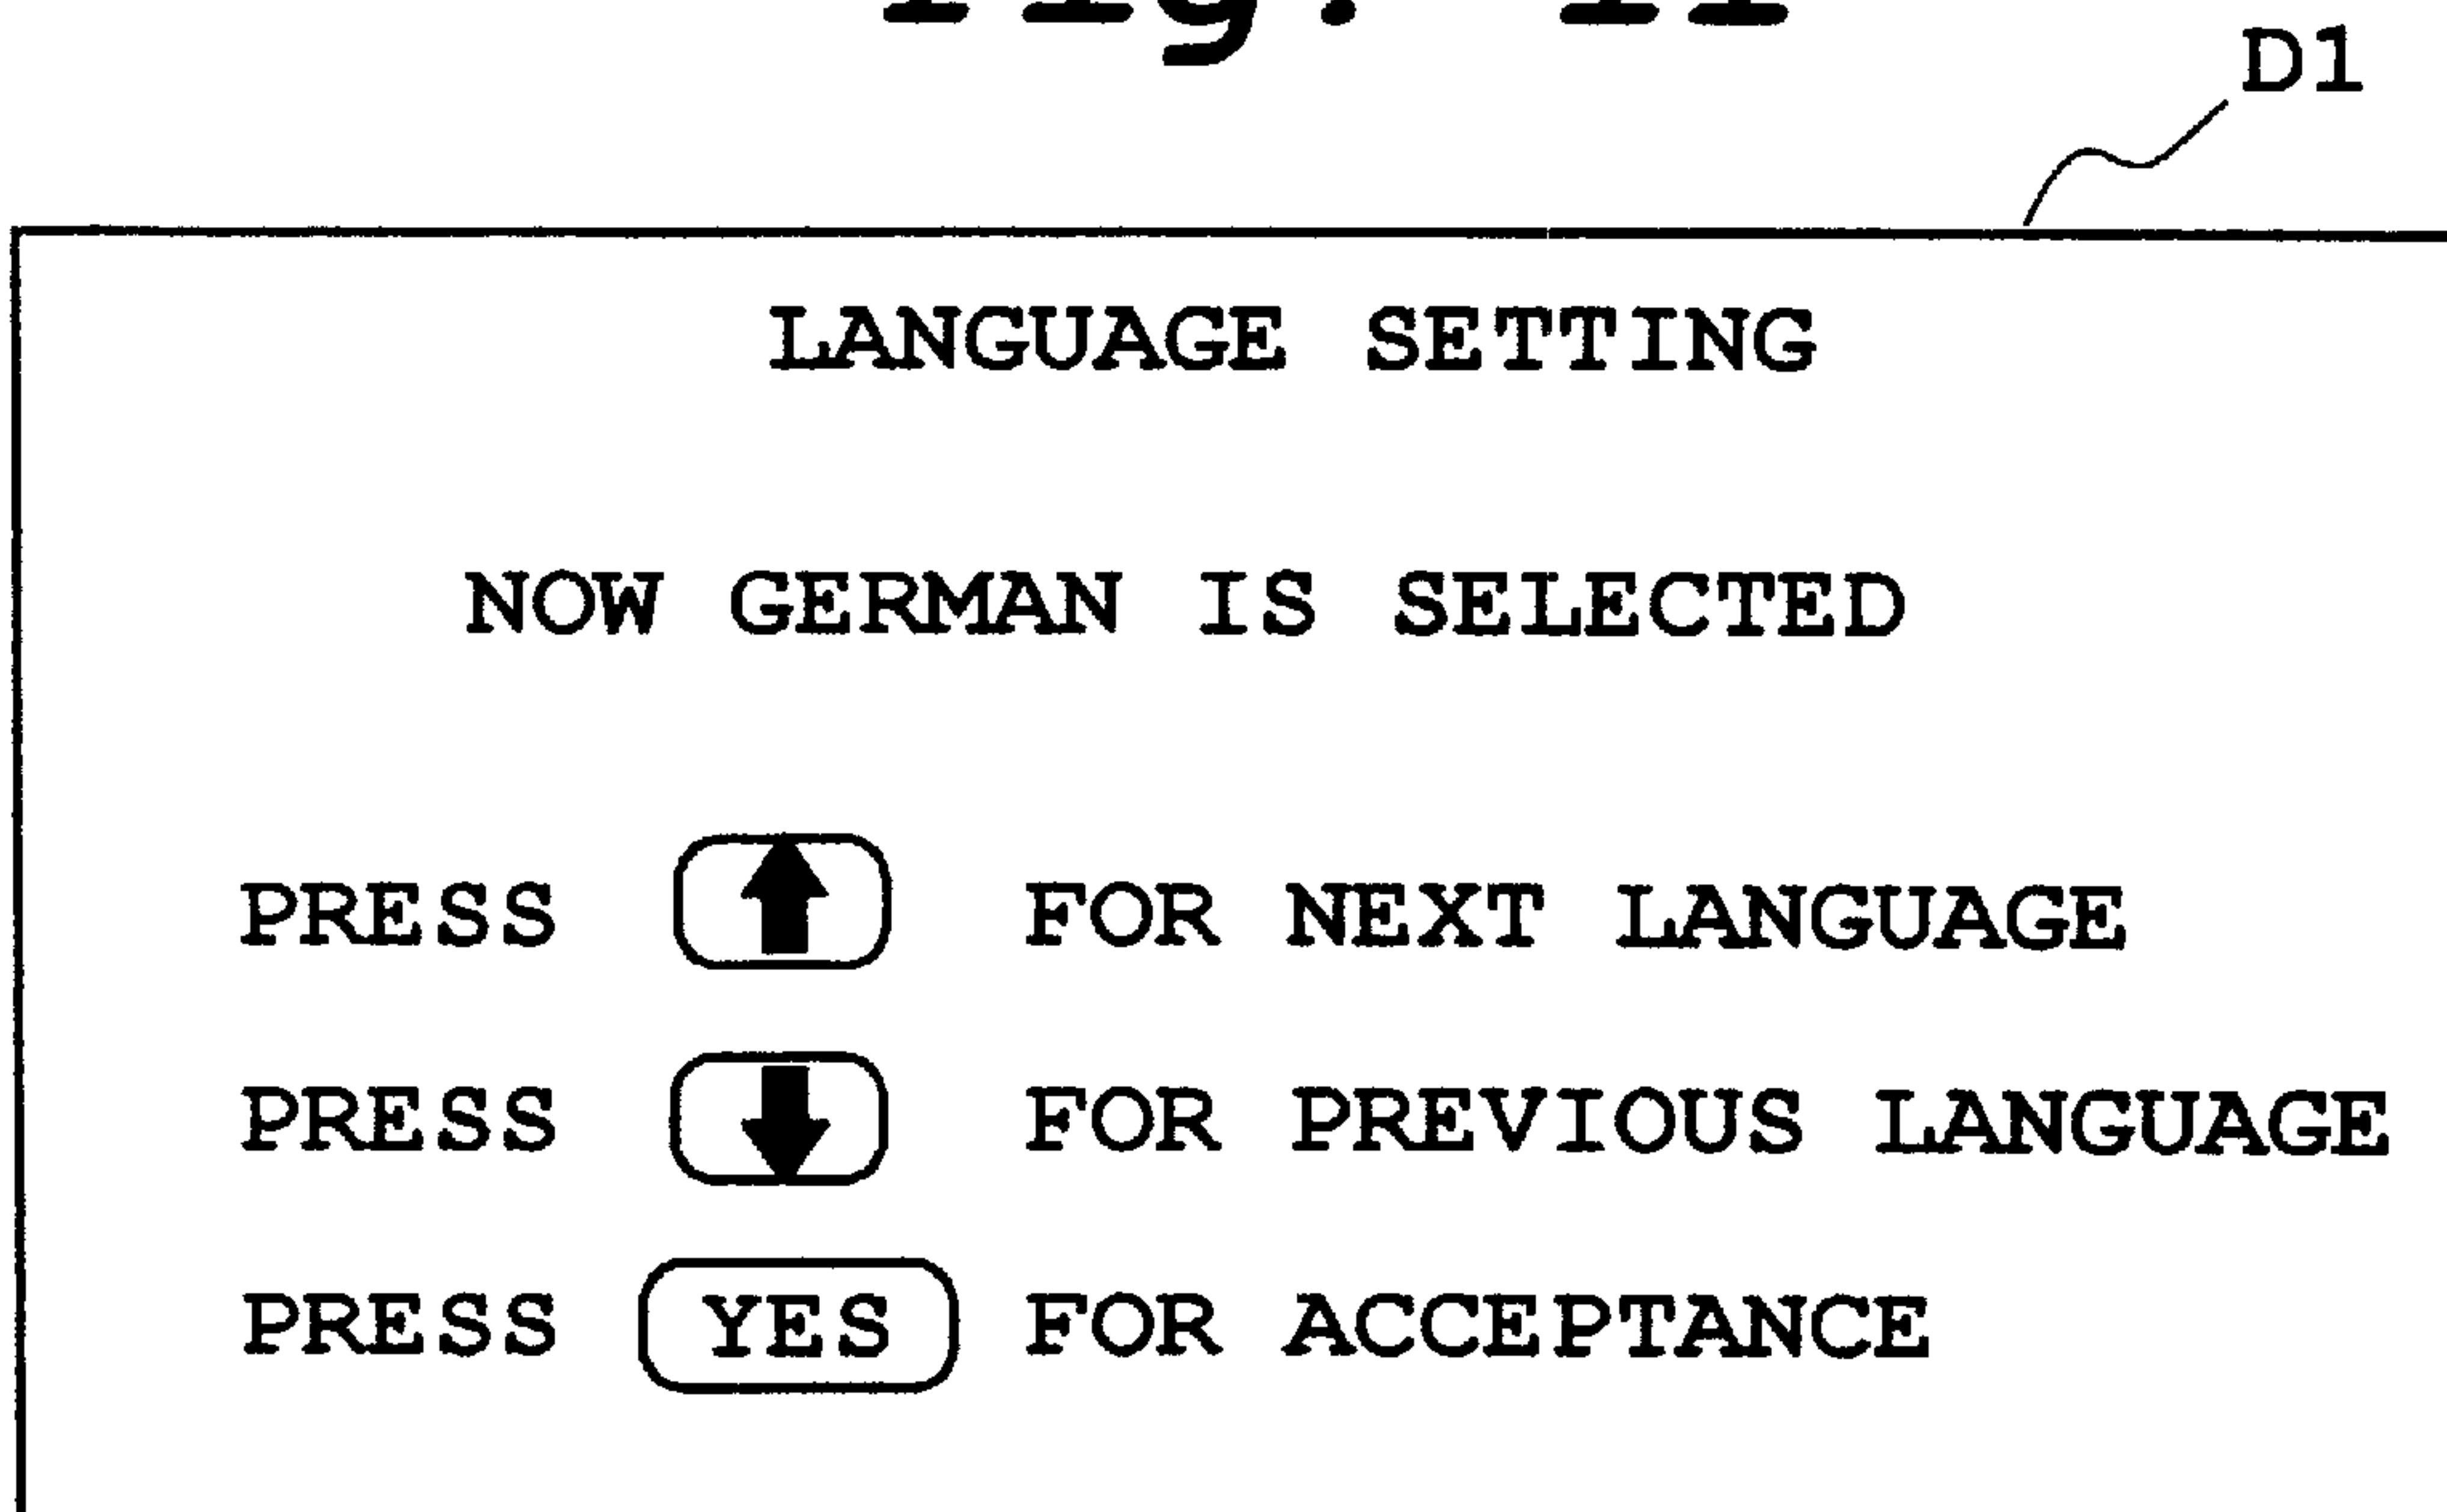 D1
LANGUAGE SETTING
NOW GERMAN IS SELECTED
PRESS ↑ FOR NEXT LANGUAGE
PRESS ↓ FOR PREVIOUS LANGUAGE
PRESS YES FOR ACCEPTANCE